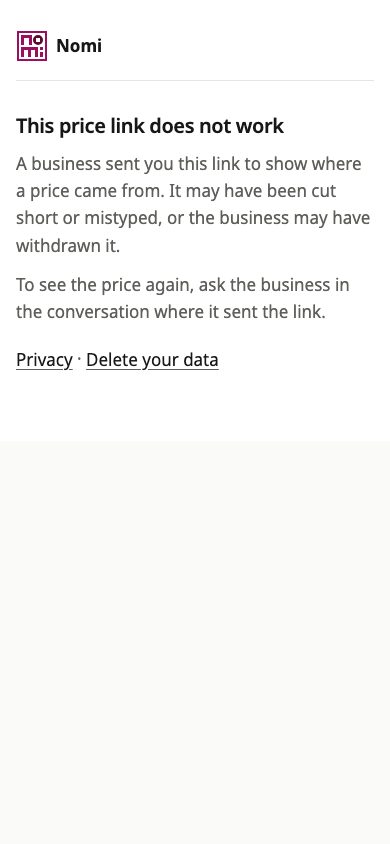 nomi Nomi
This price link does not work
A business sent you this link to show where
a price came from. It may have been cut
short or mistyped, or the business may have
withdrawn it.
To see the price again, ask the business in
the conversation where it sent the link.
Privacy · Delete your data